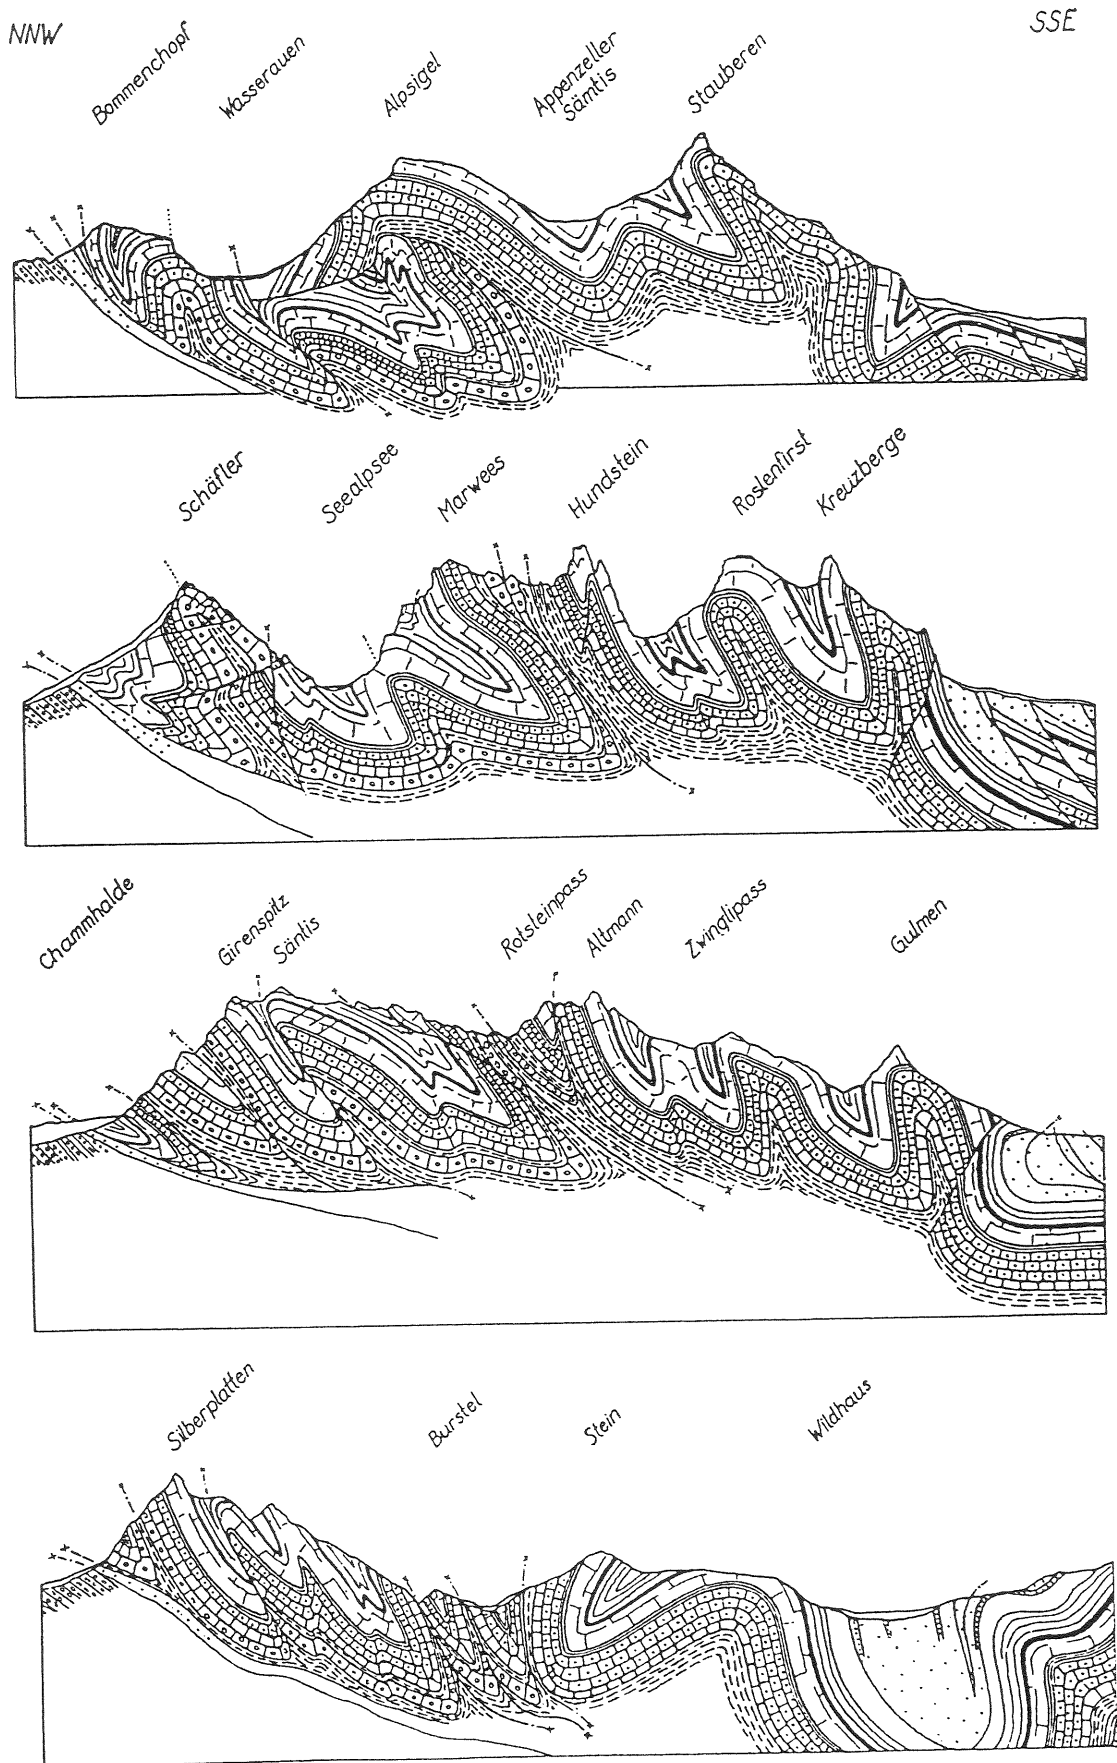 NNW
SSE
Bommenchopf
Wasserauen
Alpsigel
Appenzeller
Sämtis
Stauberen
Schäfler
Seealpsee
Marwees
Hundstein
Roslenfirst
Kreuzberge
Chammhalde
Girenspitz
Säntis
Rotsteinpass
Altmann
Zwinglipass
Gulmen
Silberplatten
Burstel
Stein
Wildhaus